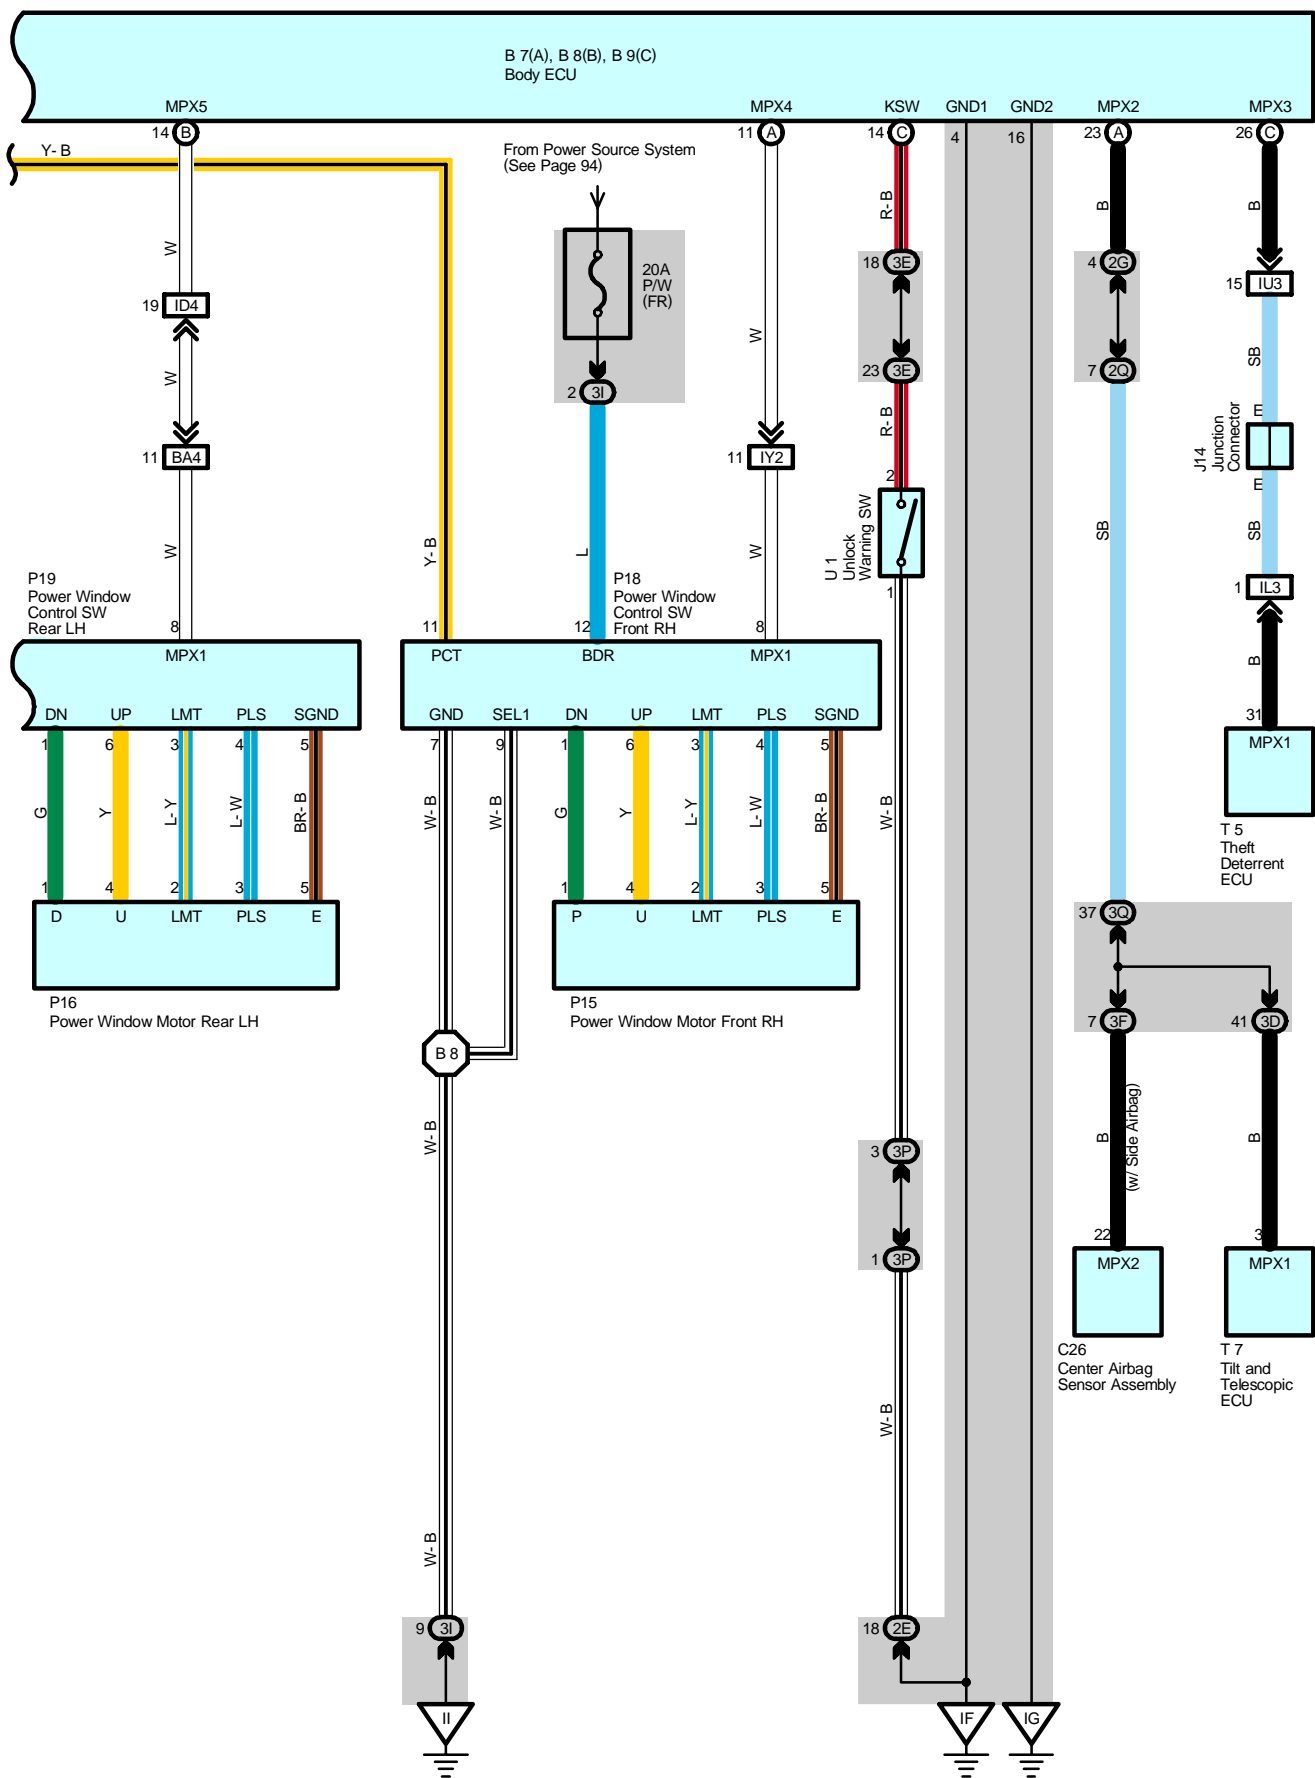 B 7(A), B 8(B), B 9(C)
Body ECU
MPX5
MPX4
KSW
GND1
GND2
MPX2
MPX3
14 B
11 A
14 C
4
16
23 A
26 C
Y- B
From Power Source System
(See Page 94)
W
R- B
B
B
18 3E
4 2G
20A
P/W
(FR)
15 IU3
19 ID4
W
SB
W
23 3E
7 2Q
2 3I
R- B
E
J14
Junction
Connector
11 BA4
11 IY2
2
E
U 1
Unlock
Warning SW
SB
SB
W
Y- B
L
W
1
1 IL3
P19
Power Window
Control SW
Rear LH
P18
Power Window
Control SW
Front RH
8
11
12
8
MPX1
PCT
BDR
MPX1
B
31
DN
UP
LMT
PLS
SGND
GND
SEL1
DN
UP
LMT
PLS
SGND
MPX1
1
6
3
4
5
7
9
1
6
3
4
5
G
Y
L- Y
L- W
BR- B
W- B
W- B
G
Y
L- Y
L- W
BR- B
W- B
T 5
Theft
Deterrent
ECU
1
4
2
3
5
1
4
2
3
5
D
U
LMT
PLS
E
P
U
LMT
PLS
E
37 3Q
P16
Power Window Motor Rear LH
P15
Power Window Motor Front RH
7 3F
41 3D
B 8
W- B
B
(w/ Side Airbag)
B
3 3P
22
3
1 3P
MPX2
MPX1
C26
Center Airbag
Sensor Assembly
T 7
Tilt and
Telescopic
ECU
W- B
W- B
9 3I
18 2E
II
IF
IG